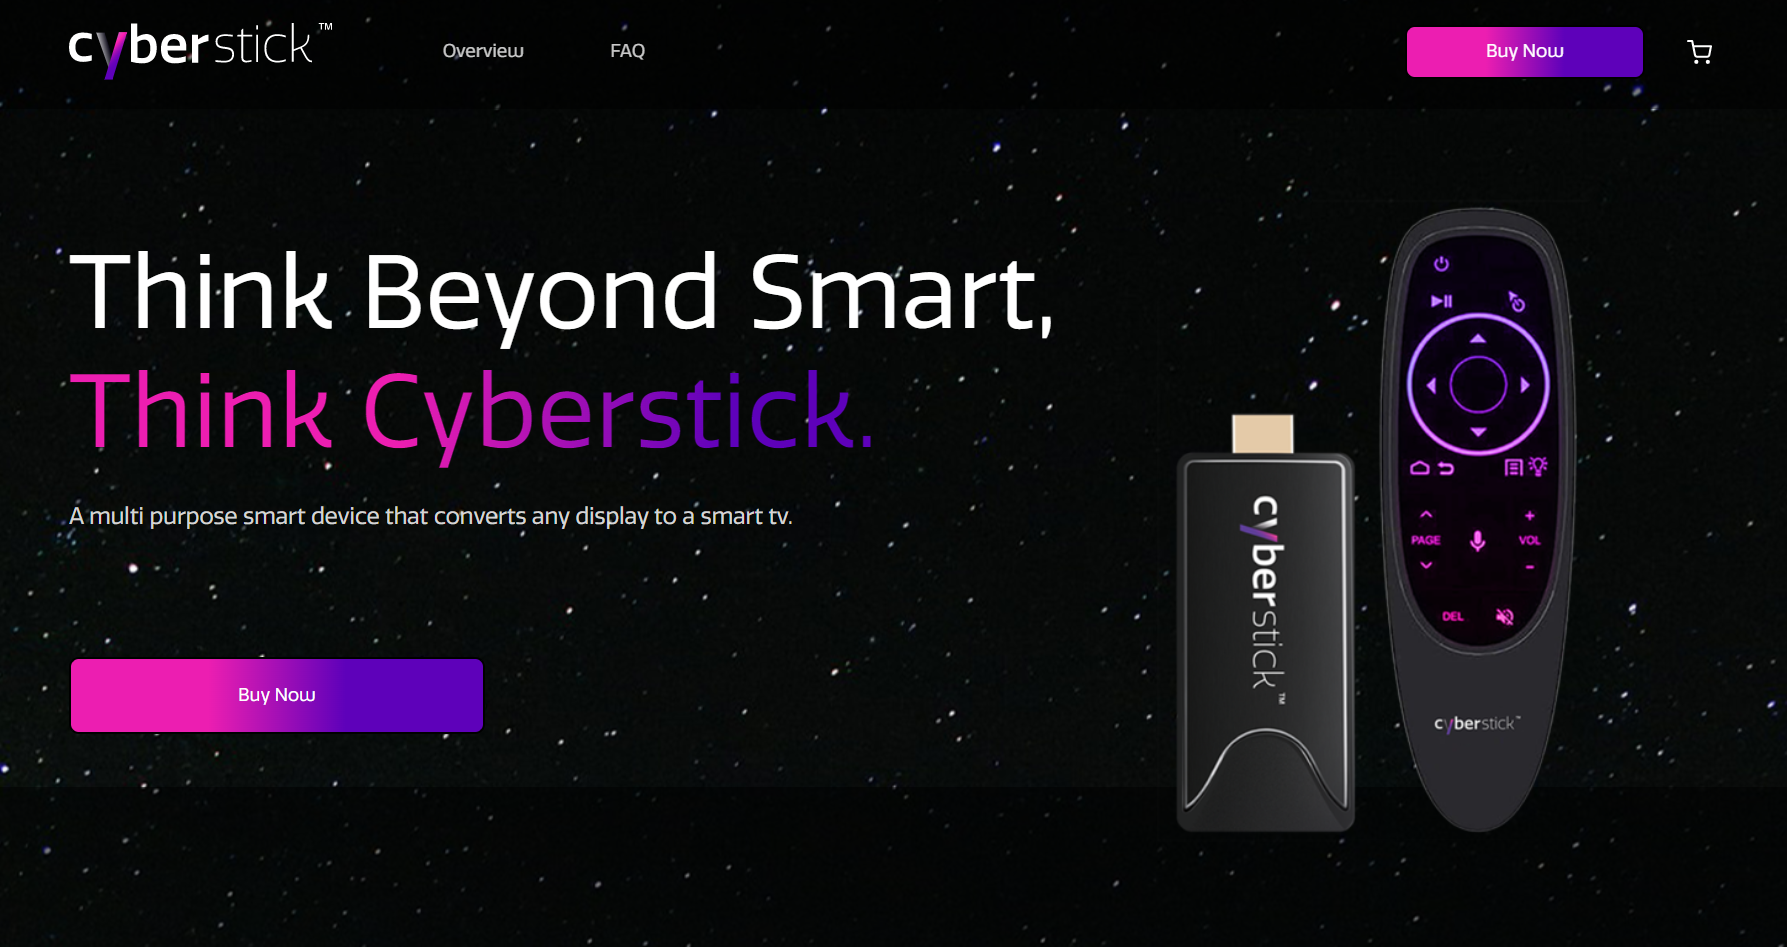 cyberstick™
Overview
FAQ
Buy Now
Think Beyond Smart,
Think Cyberstick.
A multi purpose smart device that converts any display to a smart tv.
Buy Now
cyberstick™
PAGE
VOL
DEL
cyberstick™